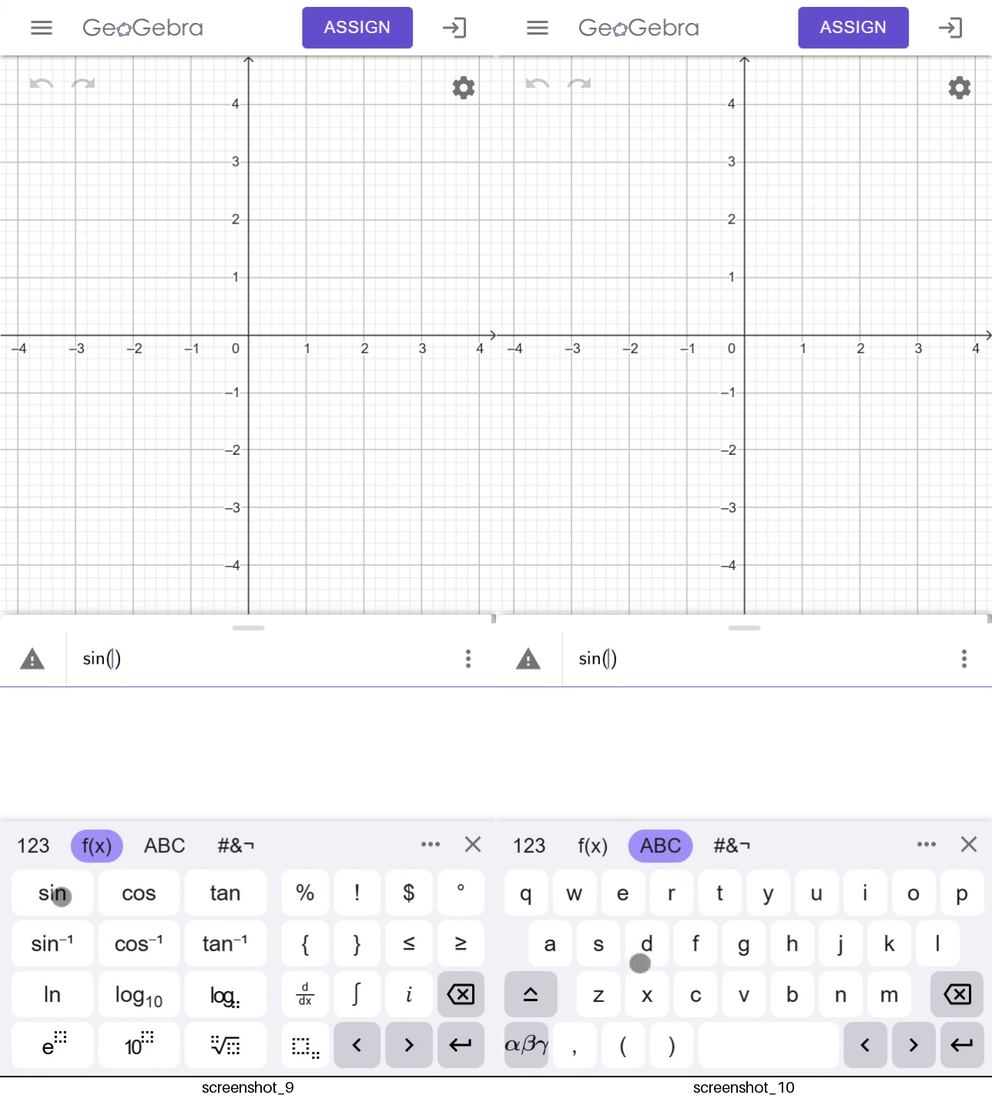 GeoGebra ASSIGN GeoGebra ASSIGN
4 4
3 3
2 2
1 1
–4 –3 –2 –1 0 1 2 3 4 –4 –3 –2 –1 0 1 2 3 4
–1 –1
–2 –2
–3 –3
–4 –4
sin() sin()
123 f(x) ABC #&¬ ... 123 f(x) ABC #&¬ ...
sin cos tan % ! $ ° q w e r t y u i o p
sin⁻¹ cos⁻¹ tan⁻¹ { } ≤ ≥ a s d f g h j k l
ln log₁₀ log d/dx ∫ i z x c v b n m
e 10 √ < > αβγ , ( ) < >
screenshot_9 screenshot_10